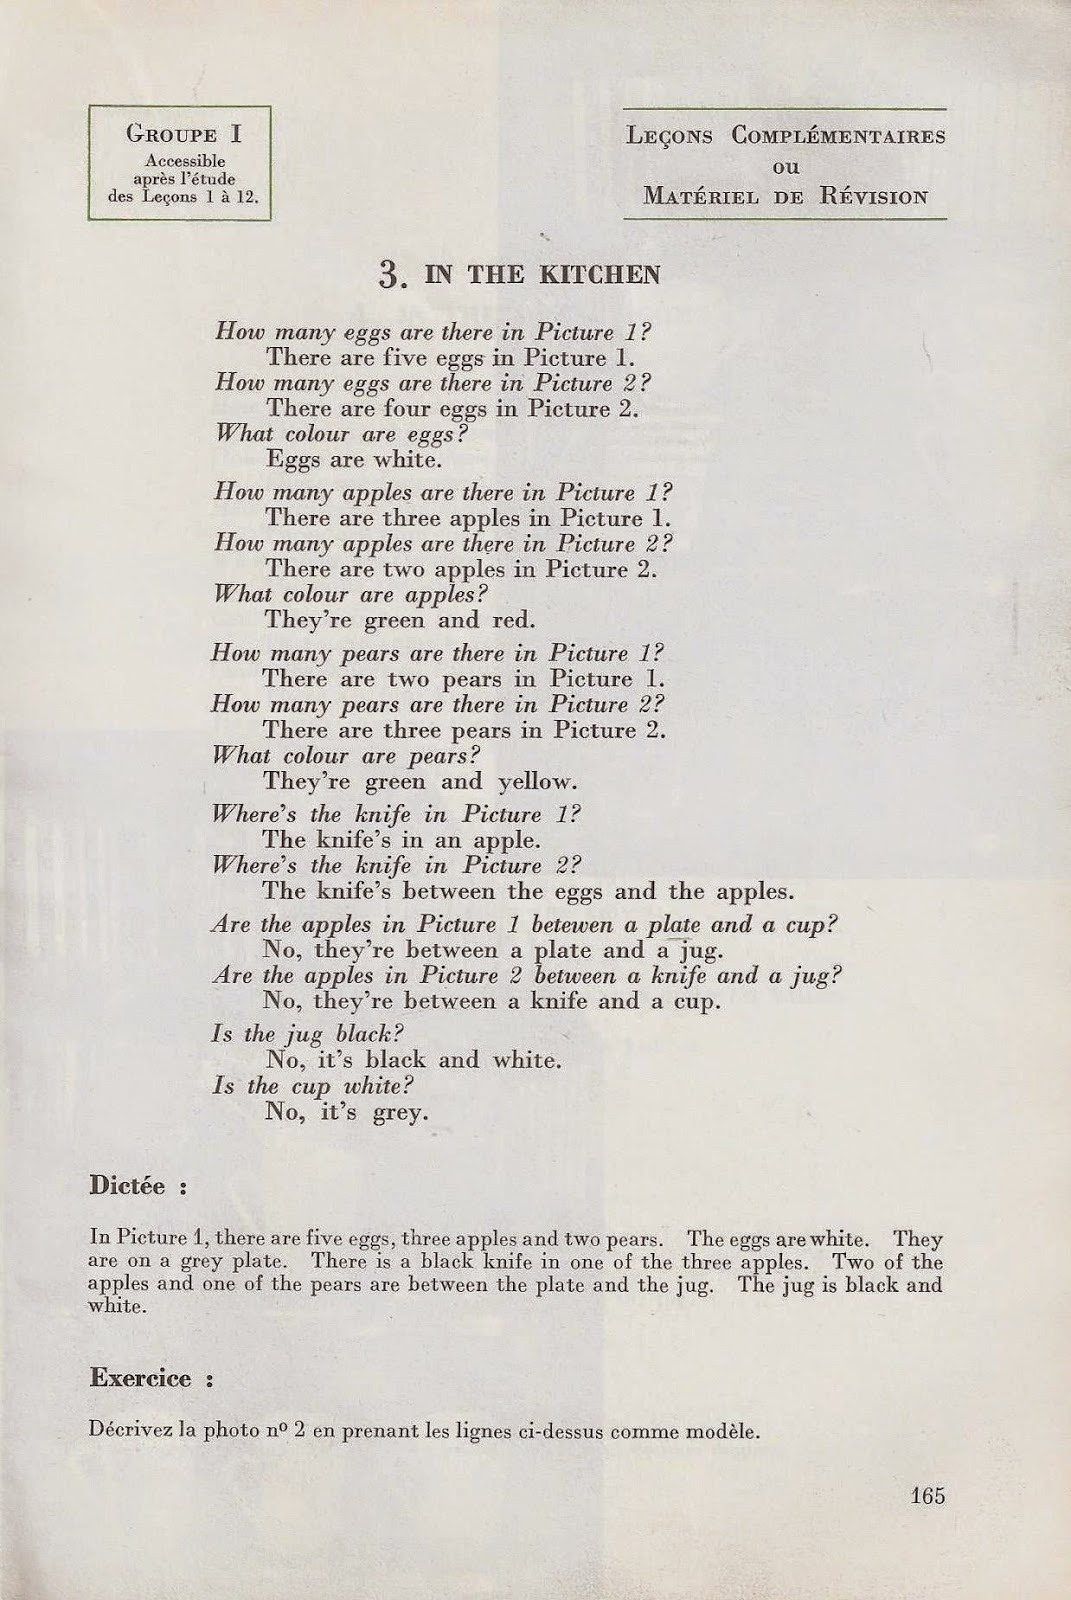 GROUPE I
Accessible
après l'étude
des Leçons 1 à 12.
LEÇONS COMPLÉMENTAIRES
OU
MATÉRIEL DE RÉVISION
3. IN THE KITCHEN
How many eggs are there in Picture 1?
There are five eggs in Picture 1.
How many eggs are there in Picture 2?
There are four eggs in Picture 2.
What colour are eggs?
Eggs are white.
How many apples are there in Picture 1?
There are three apples in Picture 1.
How many apples are there in Picture 2?
There are two apples in Picture 2.
What colour are apples?
They're green and red.
How many pears are there in Picture 1?
There are two pears in Picture 1.
How many pears are there in Picture 2?
There are three pears in Picture 2.
What colour are pears?
They're green and yellow.
Where's the knife in Picture 1?
The knife's in an apple.
Where's the knife in Picture 2?
The knife's between the eggs and the apples.
Are the apples in Picture 1 betewen a plate and a cup?
No, they're between a plate and a jug.
Are the apples in Picture 2 between a knife and a jug?
No, they're between a knife and a cup.
Is the jug black?
No, it's black and white.
Is the cup white?
No, it's grey.
Dictée :
In Picture 1, there are five eggs, three apples and two pears. The eggs are white. They
are on a grey plate. There is a black knife in one of the three apples. Two of the
apples and one of the pears are between the plate and the jug. The jug is black and
white.
Exercice :
Décrivez la photo nº 2 en prenant les lignes ci-dessus comme modèle.
165